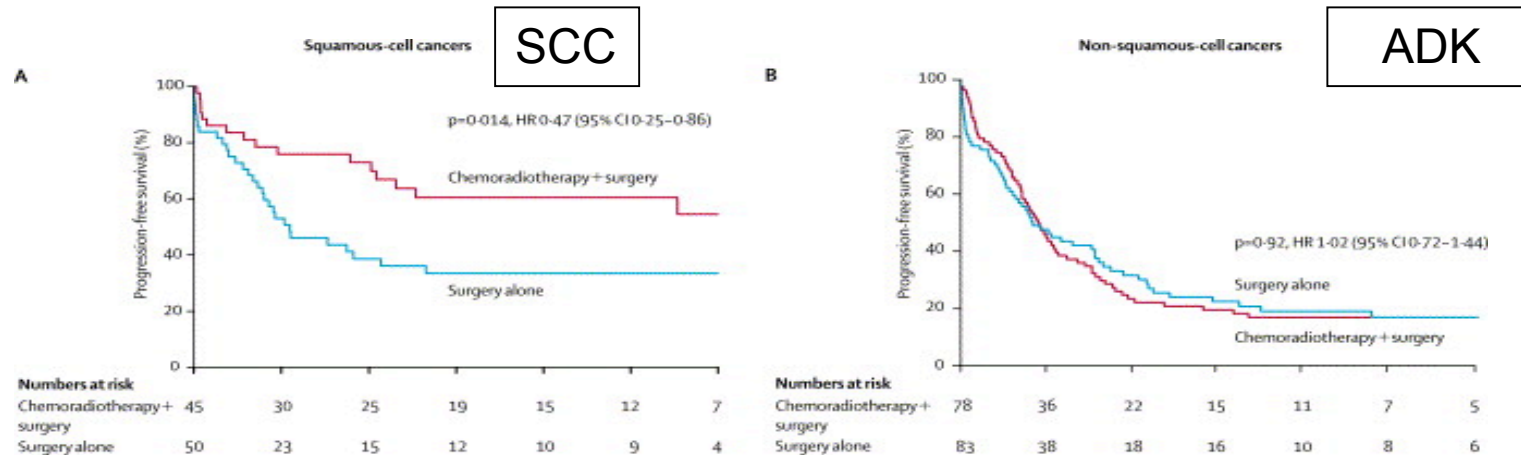 Squamous-cell cancers
SCC
A
Progression-free survival (%)
100
80
60
40
20
0
p=0·014, HR 0·47 (95% CI 0·25–0·86)
Chemoradiotherapy + surgery
Surgery alone
Numbers at risk
Chemoradiotherapy + 45 30 25 19 15 12 7
surgery
Surgery alone 50 23 15 12 10 9 4
Non-squamous-cell cancers
ADK
B
Progression-free survival (%)
100
80
60
40
20
0
p=0·92, HR 1·02 (95% CI 0·72–1·44)
Surgery alone
Chemoradiotherapy + surgery
Numbers at risk
Chemoradiotherapy + 78 36 22 15 11 7 5
surgery
Surgery alone 83 38 18 16 10 8 6